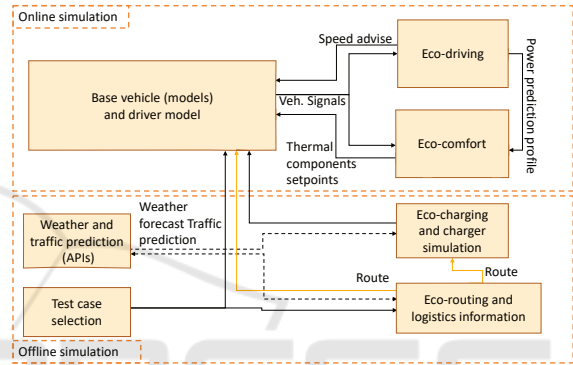 Online simulation
Speed advise
Eco-driving
Power prediction profile
Base vehicle (models)
and driver model
Veh. Signals
Eco-comfort
Thermal
components
setpoints
Weather
forecast Traffic
prediction
Weather and
traffic prediction
(APIs)
Eco-charging
and charger
simulation
Route
Route
Test case
selection
Eco-routing and
logistics information
Offline simulation